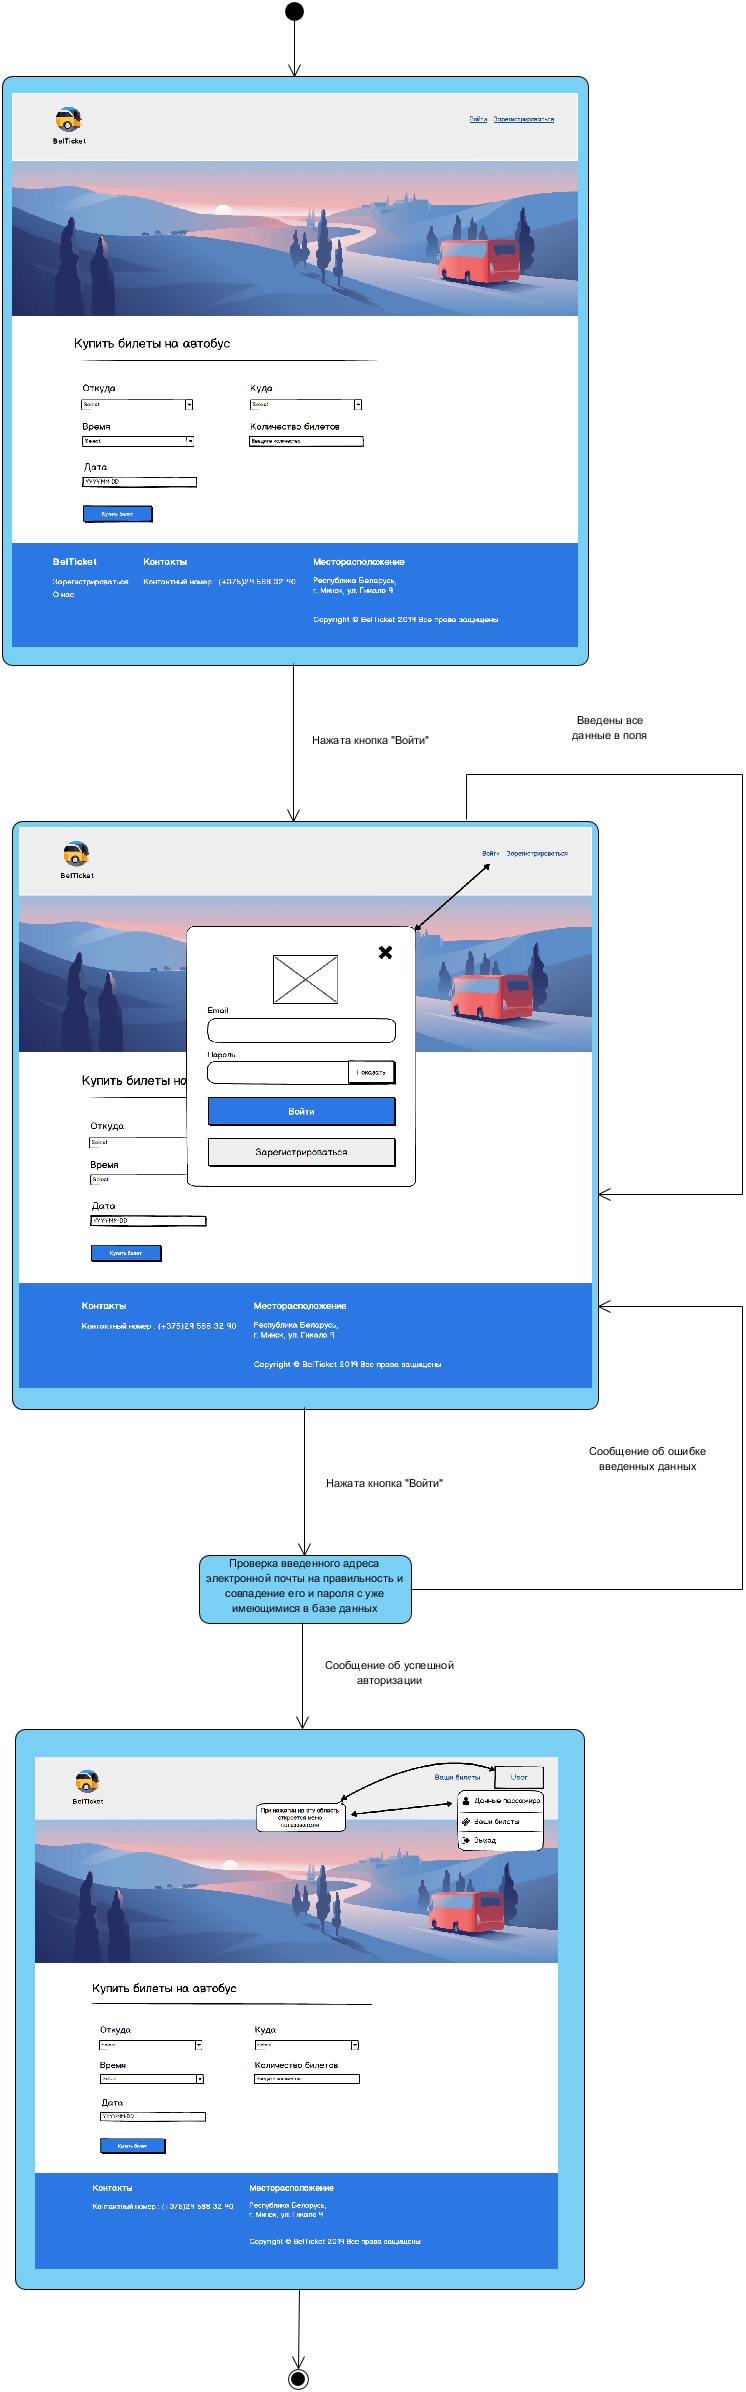 BelTicket
Войти Зарегистрироваться
Купить билеты на автобус
Откуда Куда
Select Select
Время Количество билетов
Select Введите количество
Дата
YYYY-MM-DD
Купить билет
BelTicket Контакты Месторасположение
Зарегистрироваться Контактный номер : (+375)29 588 32 90 Республика Беларусь,
О нас г. Минск, ул. Гикало 9
Copyright © BelTicket 2019 Все права защищены
Нажата кнопка "Войти"
Введены все
данные в поля
BelTicket
Войти Зарегистрироваться
Email
Пароль
Показать
Войти
Зарегистрироваться
Купить билеты на
Откуда
Select
Время
Select
Дата
YYYY-MM-DD
Купить билет
Контакты Месторасположение
Контактный номер : (+375)29 588 32 90 Республика Беларусь,
г. Минск, ул. Гикало 9
Copyright © BelTicket 2019 Все права защищены
Сообщение об ошибке
введенных данных
Нажата кнопка "Войти"
Проверка введенного адреса
электронной почты на правильность и
совпадение его и пароля с уже
имеющимися в базе данных
Сообщение об успешной
авторизации
BelTicket
Ваши билеты User
При нажатии на эту область
откроется меню
пользователя
Данные пассажира
Ваши билеты
Выход
Купить билеты на автобус
Откуда Куда
Select Select
Время Количество билетов
Select Введите количество
Дата
YYYY-MM-DD
Купить билет
Контакты Месторасположение
Контактный номер : (+375)29 588 32 90 Республика Беларусь,
г. Минск, ул. Гикало 9
Copyright © BelTicket 2019 Все права защищены